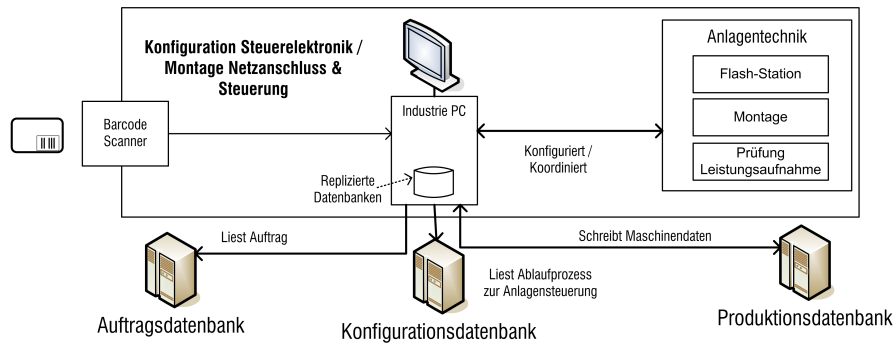 Konfiguration Steuerelektronik /
Montage Netzanschluss &
Steuerung
Anlagentechnik
Flash-Station
Montage
Prüfung
Leistungsaufnahme
Industrie PC
Barcode
Scanner
Konfiguriert /
Koordiniert
Replizierte
Datenbanken
Liest Auftrag
Schreibt Maschinendaten
Liest Ablaufprozess
zur Anlagensteuerung
Auftragsdatenbank
Konfigurationsdatenbank
Produktionsdatenbank